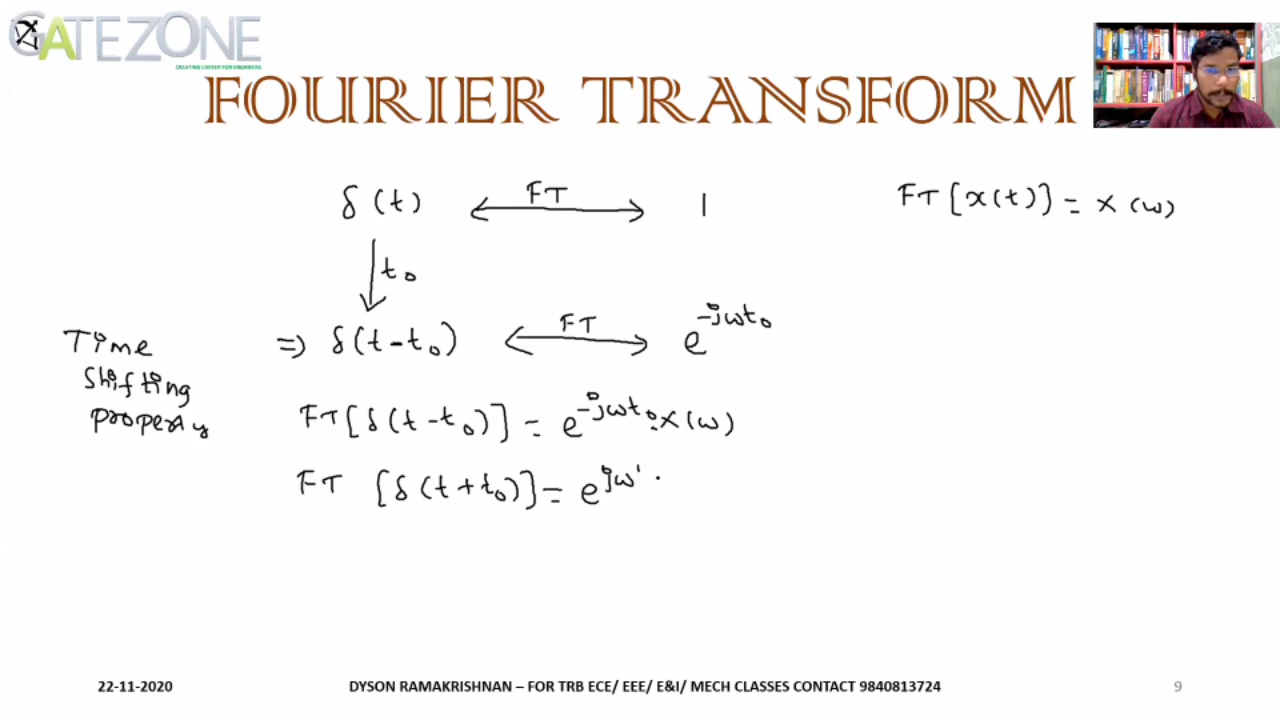 GATEZONE
CREATING CAREER FOR ENGINEERS
FOURIER TRANSFORM
δ(t) ⟷ FT 1
FT[x(t)] = X(ω)
t₀
Time shifting property
⇒ δ(t-t₀) ⟷ FT e^{-jωt₀}
FT[δ(t-t₀)] = e^{-jωt₀}.X(ω)
FT [δ(t+t₀)] = e^{jω
22-11-2020
DYSON RAMAKRISHNAN – FOR TRB ECE/ EEE/ E&I/ MECH CLASSES CONTACT 9840813724
9